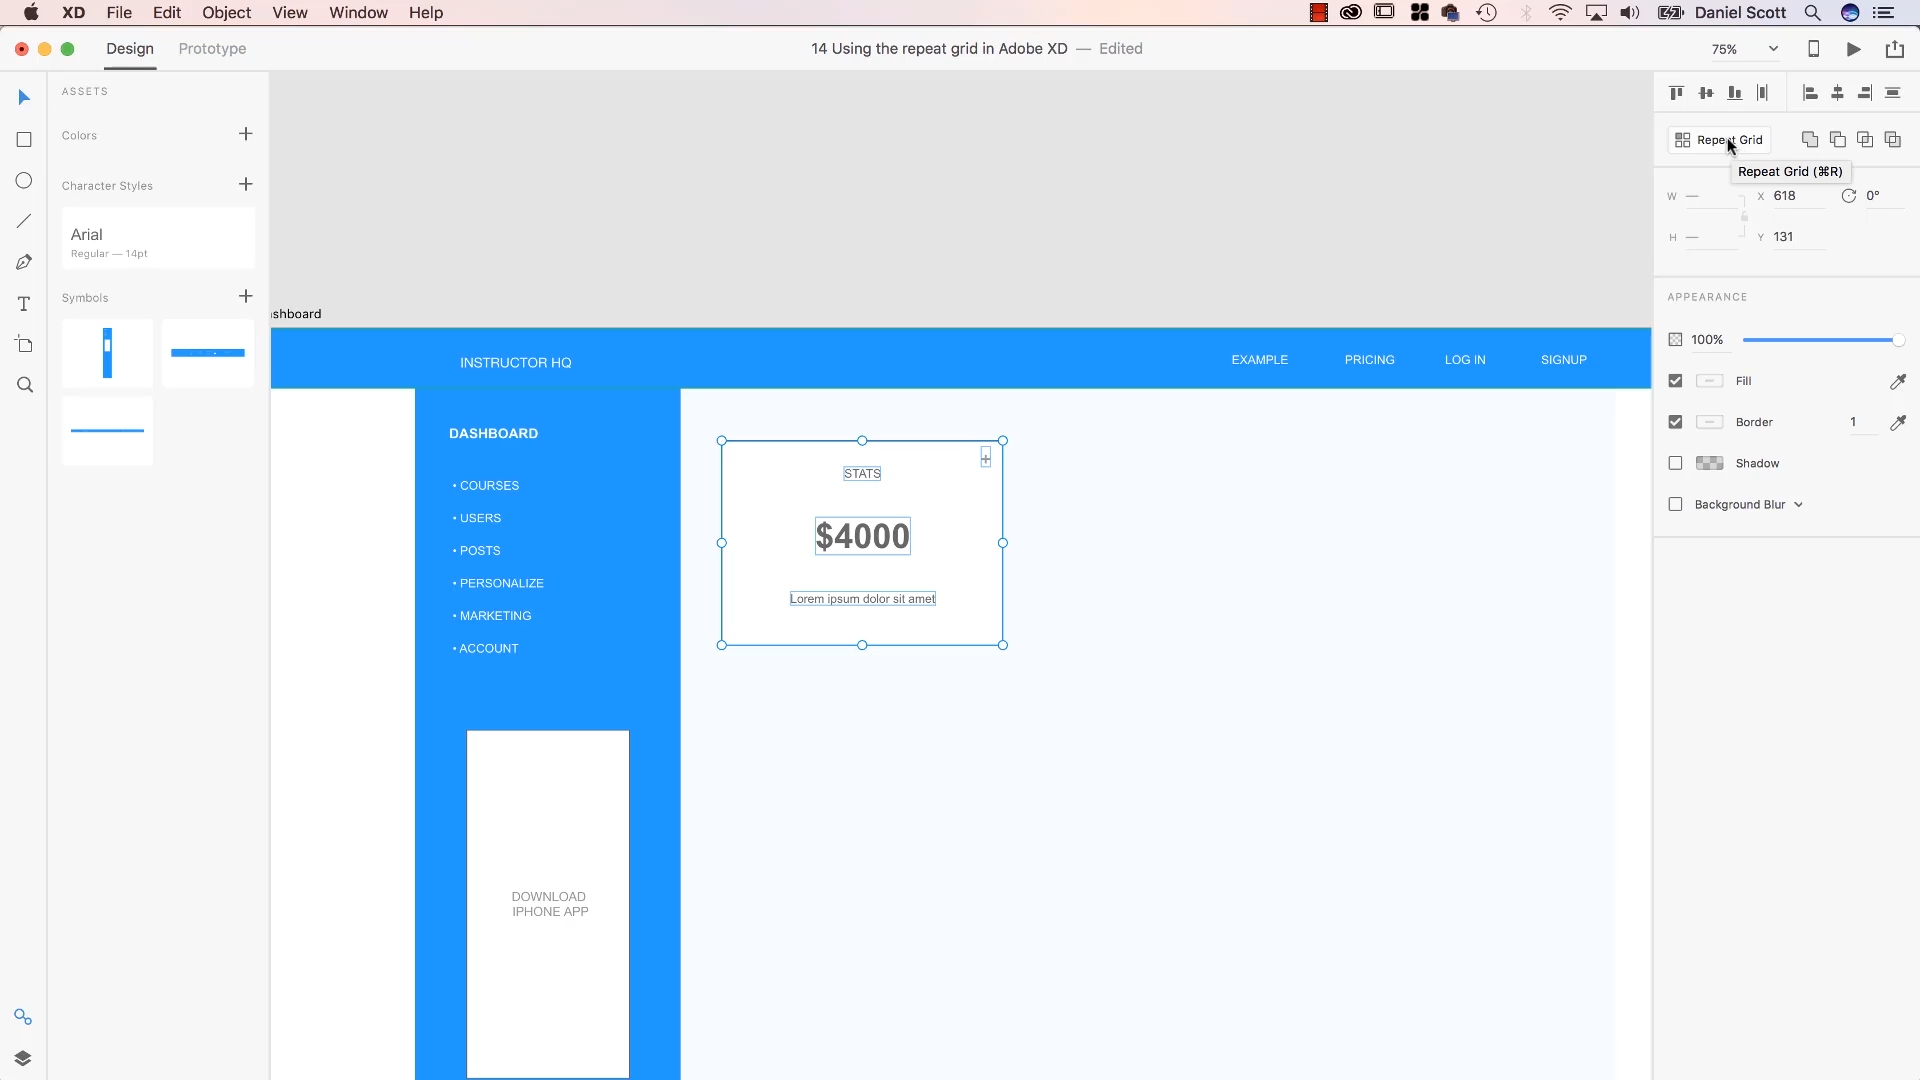 XD File Edit Object View Window Help
Daniel Scott
Design Prototype
14 Using the repeat grid in Adobe XD — Edited
75%
ASSETS
Colors
Character Styles
Arial
Regular — 14pt
Symbols
shboard
INSTRUCTOR HQ
EXAMPLE PRICING LOG IN SIGNUP
DASHBOARD
• COURSES
• USERS
• POSTS
• PERSONALIZE
• MARKETING
• ACCOUNT
DOWNLOAD
IPHONE APP
+
STATS
$4000
Lorem ipsum dolor sit amet
Repeat Grid
Repeat Grid (⌘R)
W — X 618 0°
H — Y 131
APPEARANCE
100%
Fill
Border 1
Shadow
Background Blur